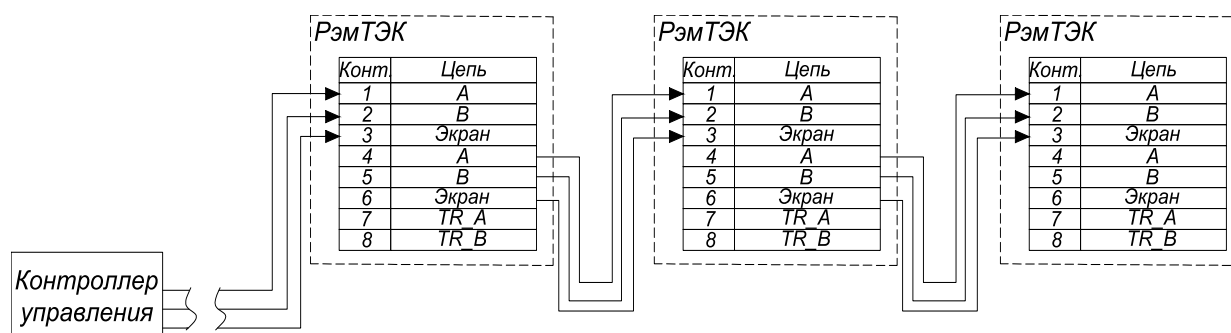 РэмТЭК
Конт. Цепь
1 A
2 B
3 Экран
4 A
5 B
6 Экран
7 TR_A
8 TR_B
РэмТЭК
Конт. Цепь
1 A
2 B
3 Экран
4 A
5 B
6 Экран
7 TR_A
8 TR_B
РэмТЭК
Конт. Цепь
1 A
2 B
3 Экран
4 A
5 B
6 Экран
7 TR_A
8 TR_B
Контроллер
управления